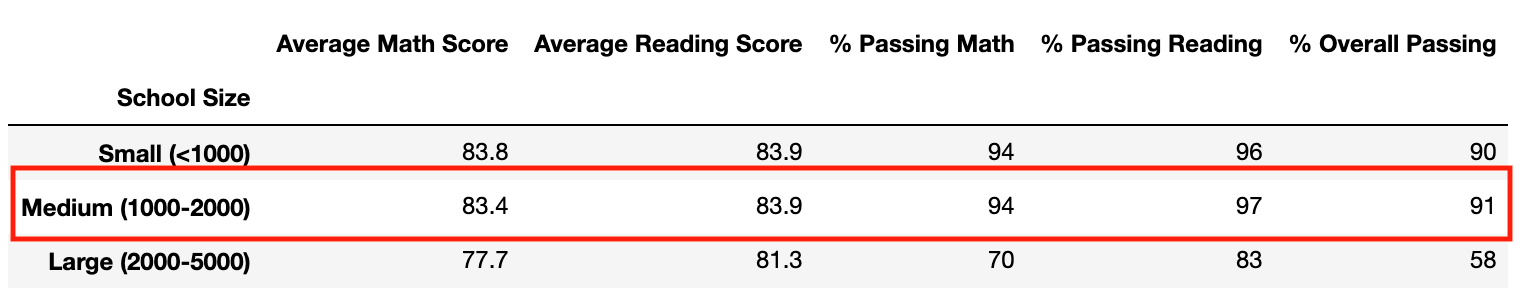 Average Math Score Average Reading Score % Passing Math % Passing Reading % Overall Passing
School Size
Small (<1000) 83.8 83.9 94 96 90
Medium (1000-2000) 83.4 83.9 94 97 91
Large (2000-5000) 77.7 81.3 70 83 58